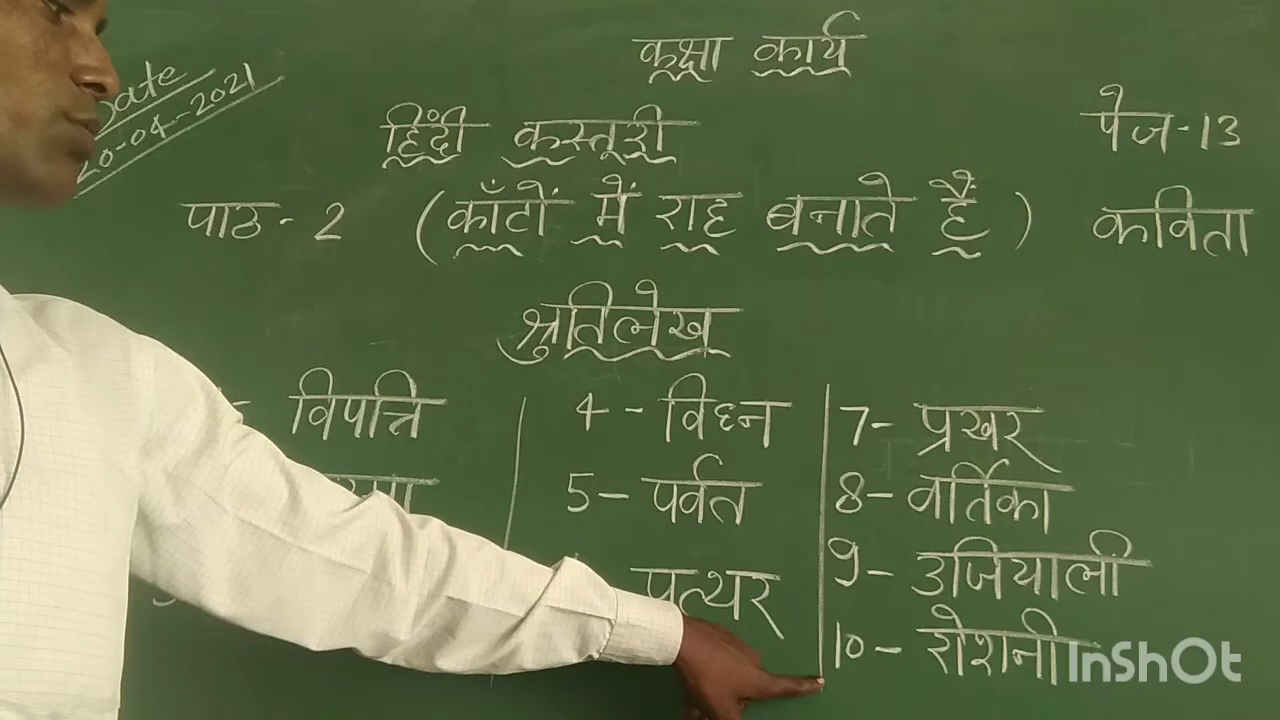 कक्षा कार्य
Date
20-04-2021
हिंदी कस्तूरी
पेज-13
पाठ-2 (काँटों में राह बनाते हैं) कविता
श्रुतिलेख
विपत्ति
4- विघ्न
5- पर्वत
पत्थर
7- प्रखर
8- वर्तिका
9- उजियाली
10- रोशनी
InShOt